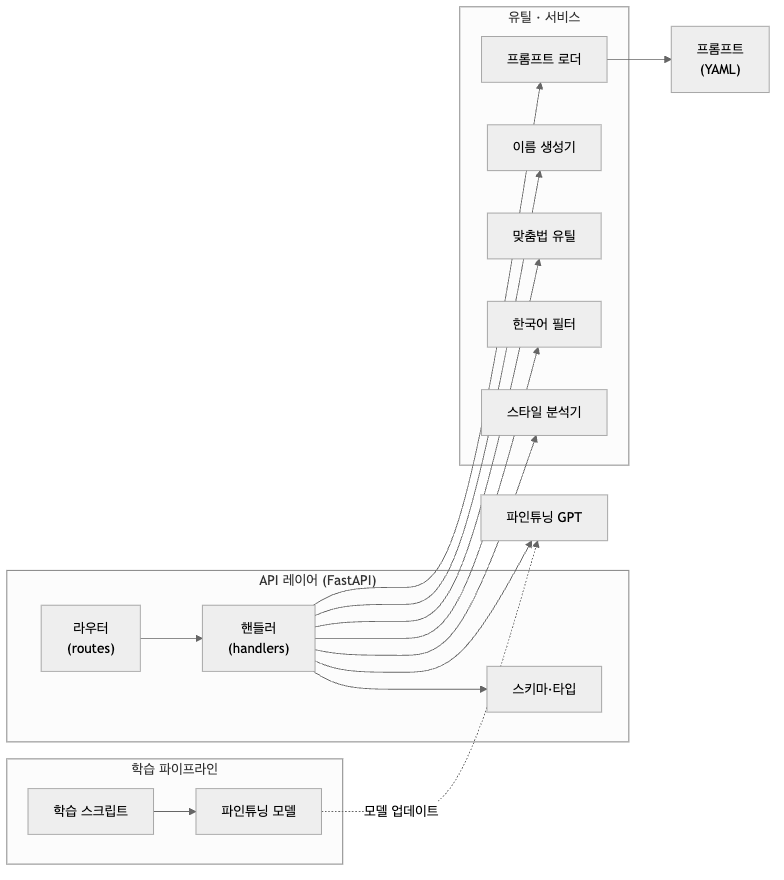 유틸 · 서비스
프롬프트 로더
프롬프트
(YAML)
이름 생성기
맞춤법 유틸
한국어 필터
스타일 분석기
파인튜닝 GPT
API 레이어 (FastAPI)
라우터
(routes)
핸들러
(handlers)
스키마·타입
학습 파이프라인
학습 스크립트
파인튜닝 모델
모델 업데이트